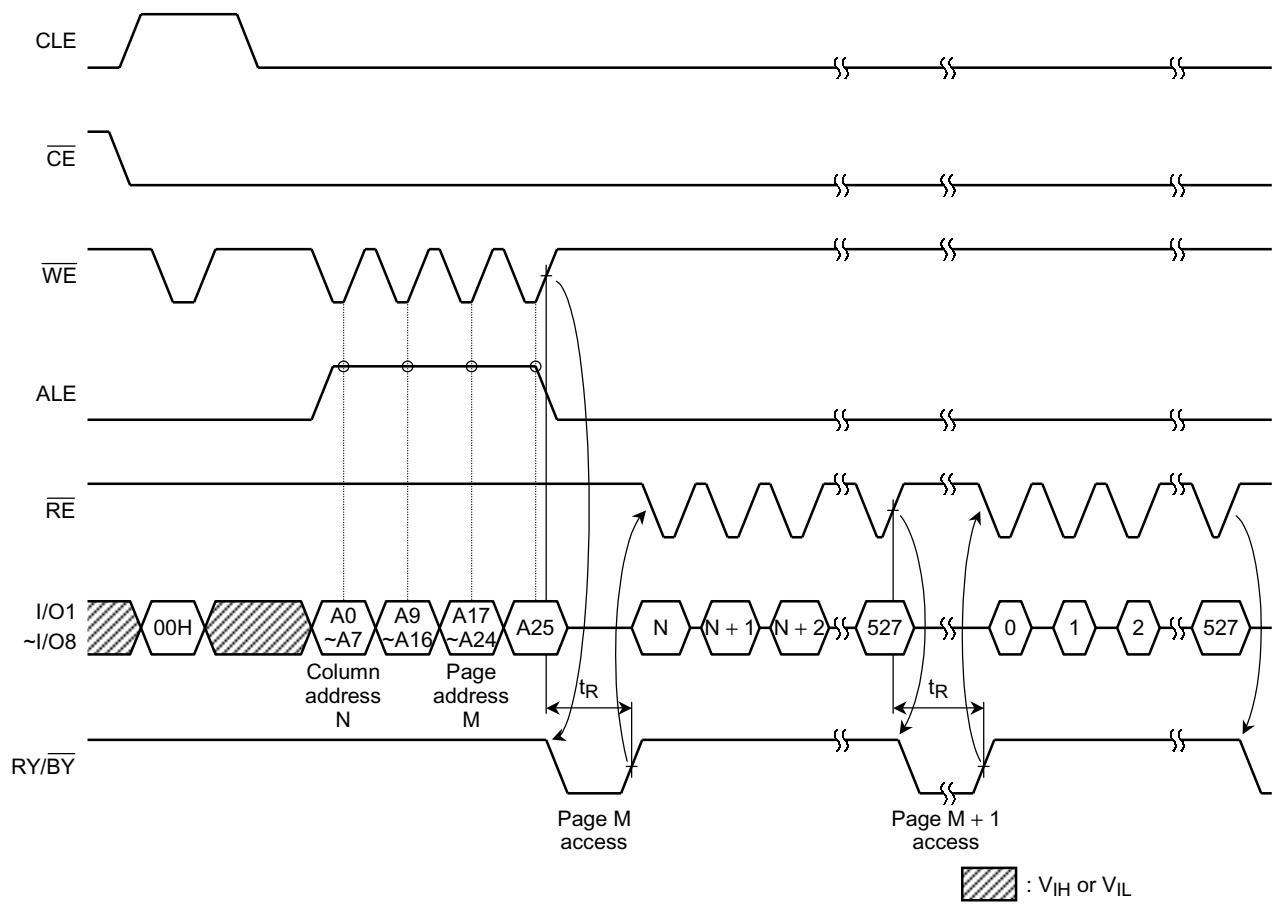 CLE
CE
WE
ALE
RE
I/O1
~I/O8
00H
A0
~A7
A9
~A16
A17
~A24
A25
N
N + 1
N + 2
527
0
1
2
527
Column
address
N
Page
address
M
tR
tR
RY/BY
Page M
access
Page M + 1
access
: VIH or VIL